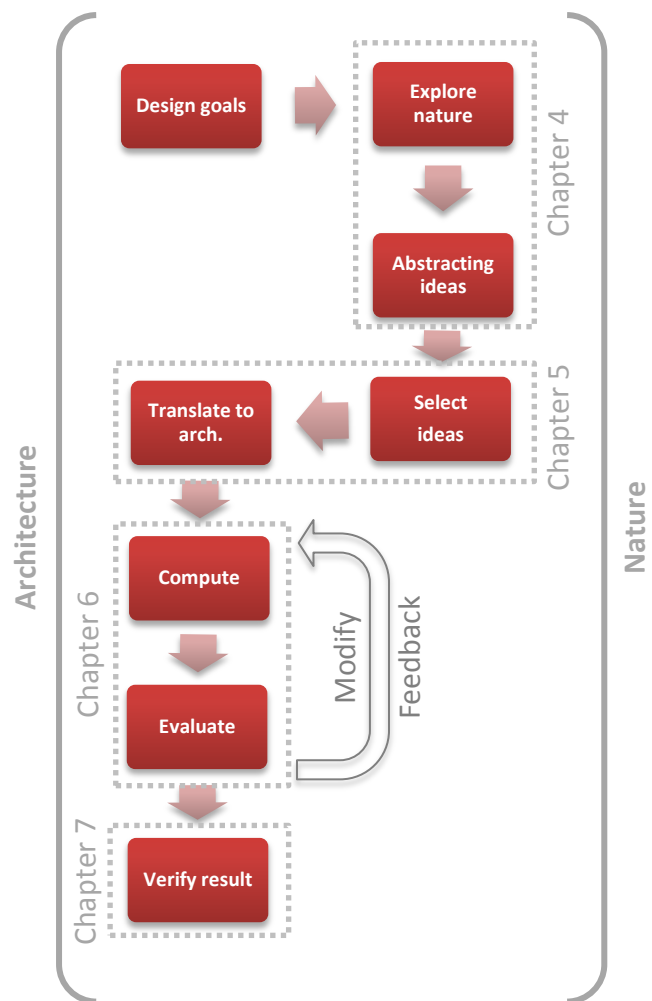 Design goals
Explore
nature
Chapter 4
Abstracting
ideas
Select
ideas
Chapter 5
Translate to
arch.
Architecture
Nature
Compute
Chapter 6
Modify
Feedback
Evaluate
Chapter 7
Verify result